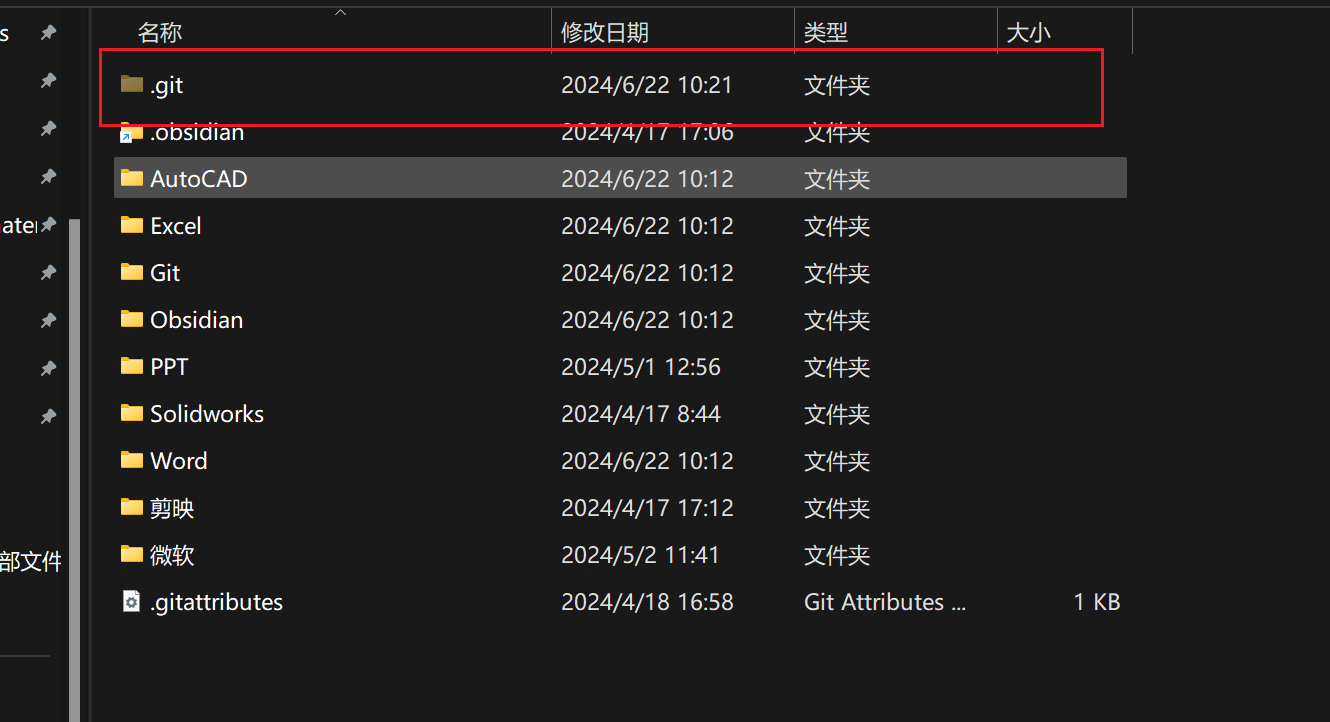 s 名称 修改日期 类型 大小
.git 2024/6/22 10:21 文件夹
.obsidian 2024/4/17 17:06 文件夹
AutoCAD 2024/6/22 10:12 文件夹
Excel 2024/6/22 10:12 文件夹
Git 2024/6/22 10:12 文件夹
Obsidian 2024/6/22 10:12 文件夹
PPT 2024/5/1 12:56 文件夹
Solidworks 2024/4/17 8:44 文件夹
Word 2024/6/22 10:12 文件夹
剪映 2024/4/17 17:12 文件夹
部文件 微软 2024/5/2 11:41 文件夹
.gitattributes 2024/4/18 16:58 Git Attributes ... 1 KB